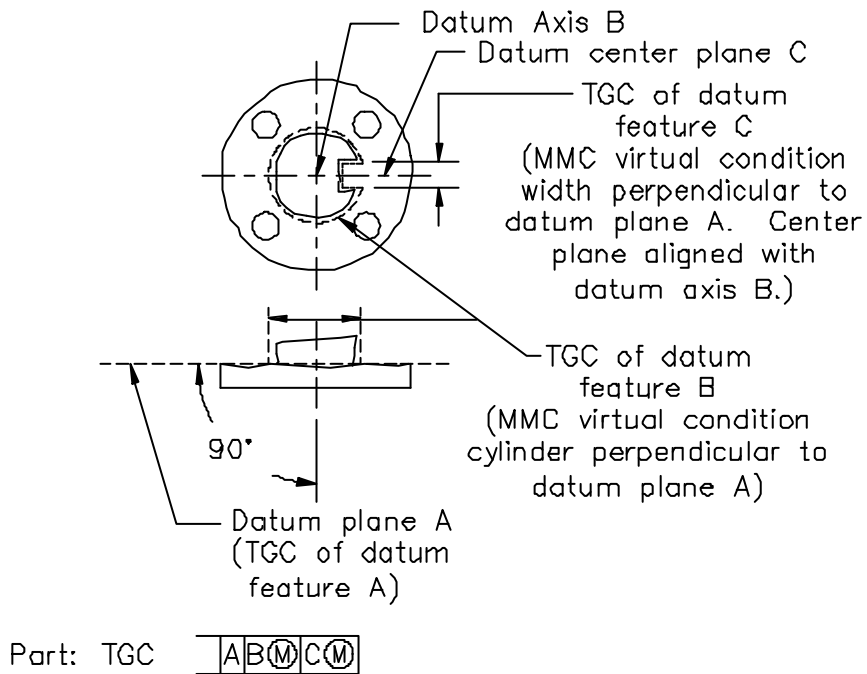 Datum Axis B
Datum center plane C
TGC of datum
feature C
(MMC virtual condition
width perpendicular to
datum plane A. Center
plane aligned with
datum axis B.)
TGC of datum
feature B
(MMC virtual condition
cylinder perpendicular to
datum plane A)
90°
Datum plane A
(TGC of datum
feature A)
Part: TGC A BⓂ CⓂ